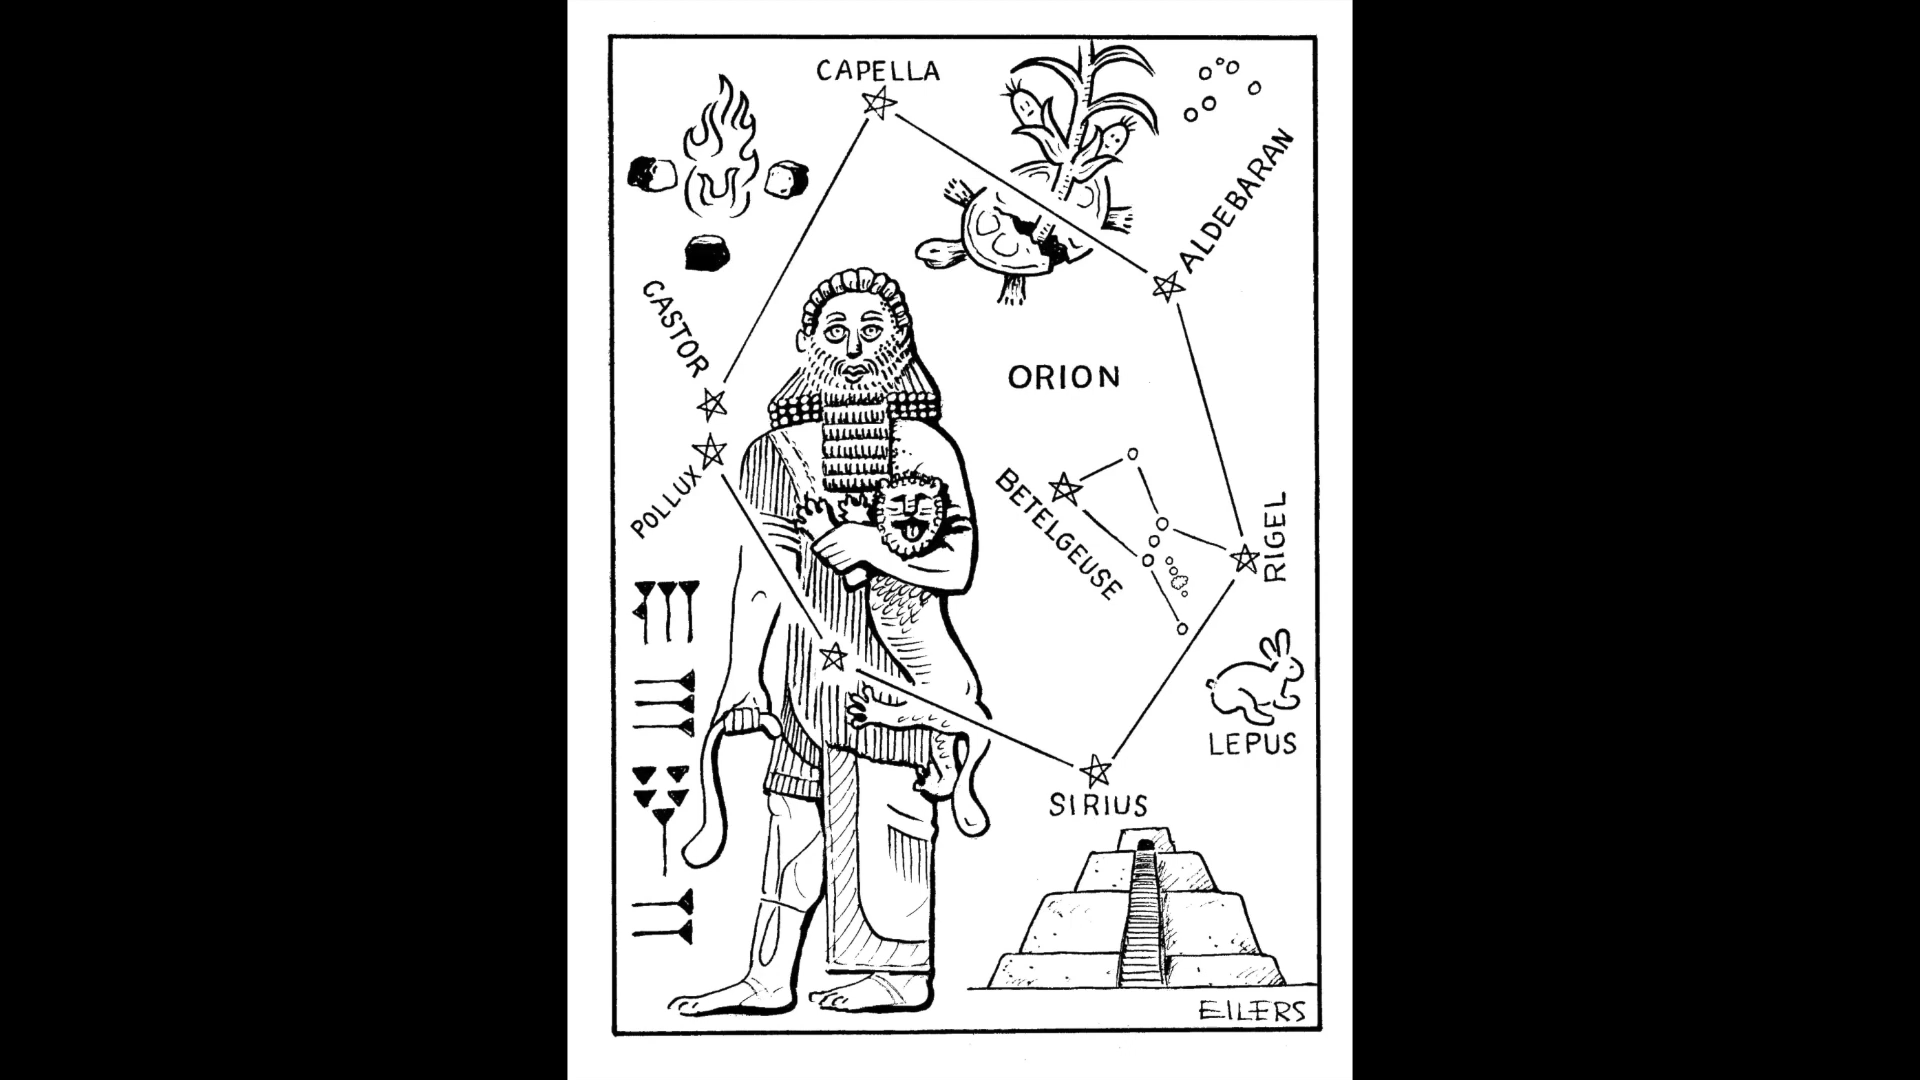 CAPELLA
ALDEBARAN
CASTOR
ORION
POLLUX
BETELGEUSE
RIGEL
LEPUS
SIRIUS
EILERS